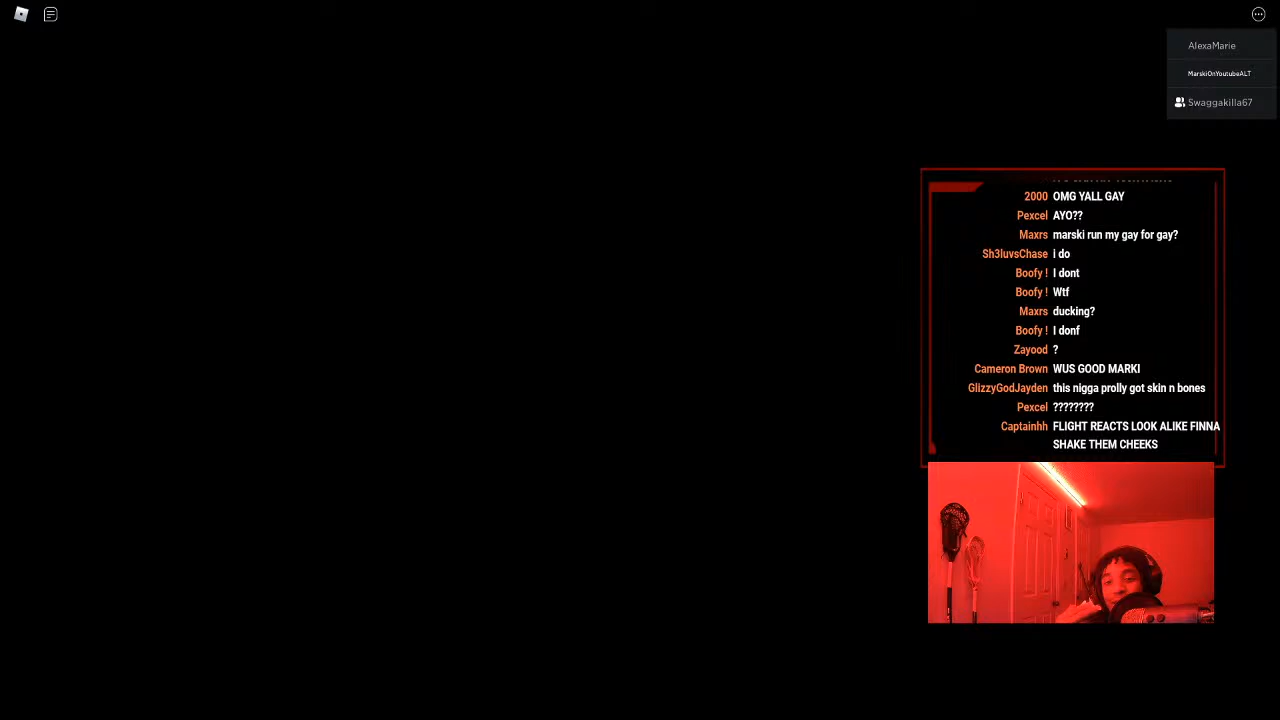 AlexaMarie
MarskiOnYoutubeALT
Swaggakilla67
2000 OMG YALL GAY
Pexcel AYO??
Maxrs marski run my gay for gay?
Sh3luvsChase i do
Boofy ! I dont
Boofy ! Wtf
Maxrs ducking?
Boofy ! I donf
Zayood ?
Cameron Brown WUS GOOD MARKI
GlizzyGodJayden this nigga prolly got skin n bones
Pexcel ????????
Captainhh FLIGHT REACTS LOOK ALIKE FINNA
SHAKE THEM CHEEKS